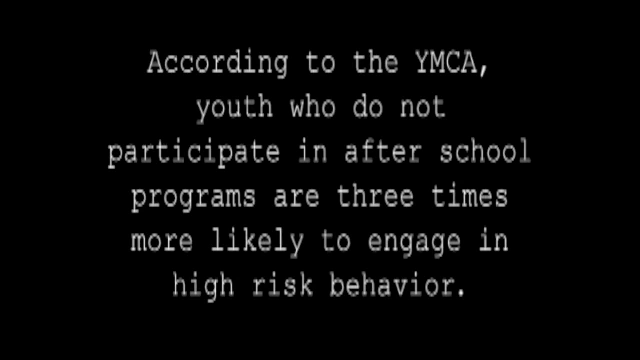 According to the YMCA,
youth who do not
participate in after school
programs are three times
more likely to engage in
high risk behavior.